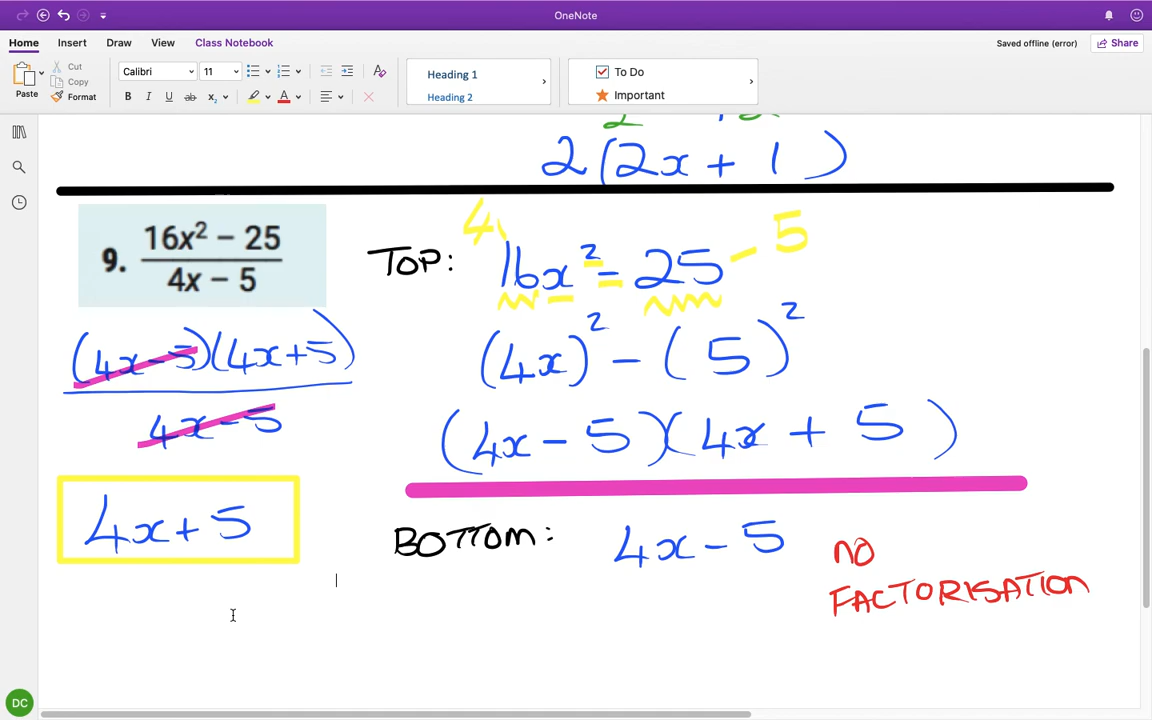 OneNote
Home Insert Draw View Class Notebook
Saved offline (error) Share
Paste
Cut
Copy
Format
Calibri 11
B I U ab x₂ A
Heading 1
Heading 2
To Do
Important
2(2x + 1)
9. 16x² – 25
4x – 5
(4x-5)(4x+5)
4x-5
4x+5
TOP:
4 5
16x² = 25
(4x)² - (5)²
(4x - 5)(4x + 5)
BOTTOM: 4x - 5
no
FACTORISATION
DC